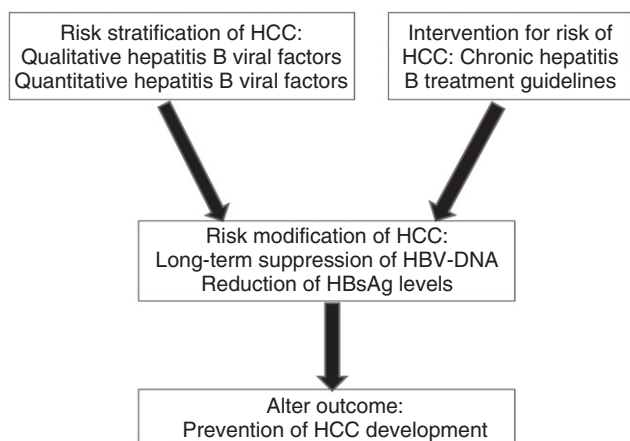 Risk stratification of HCC:
Qualitative hepatitis B viral factors
Quantitative hepatitis B viral factors
Intervention for risk of
HCC: Chronic hepatitis
B treatment guidelines
Risk modification of HCC:
Long-term suppression of HBV-DNA
Reduction of HBsAg levels
Alter outcome:
Prevention of HCC development